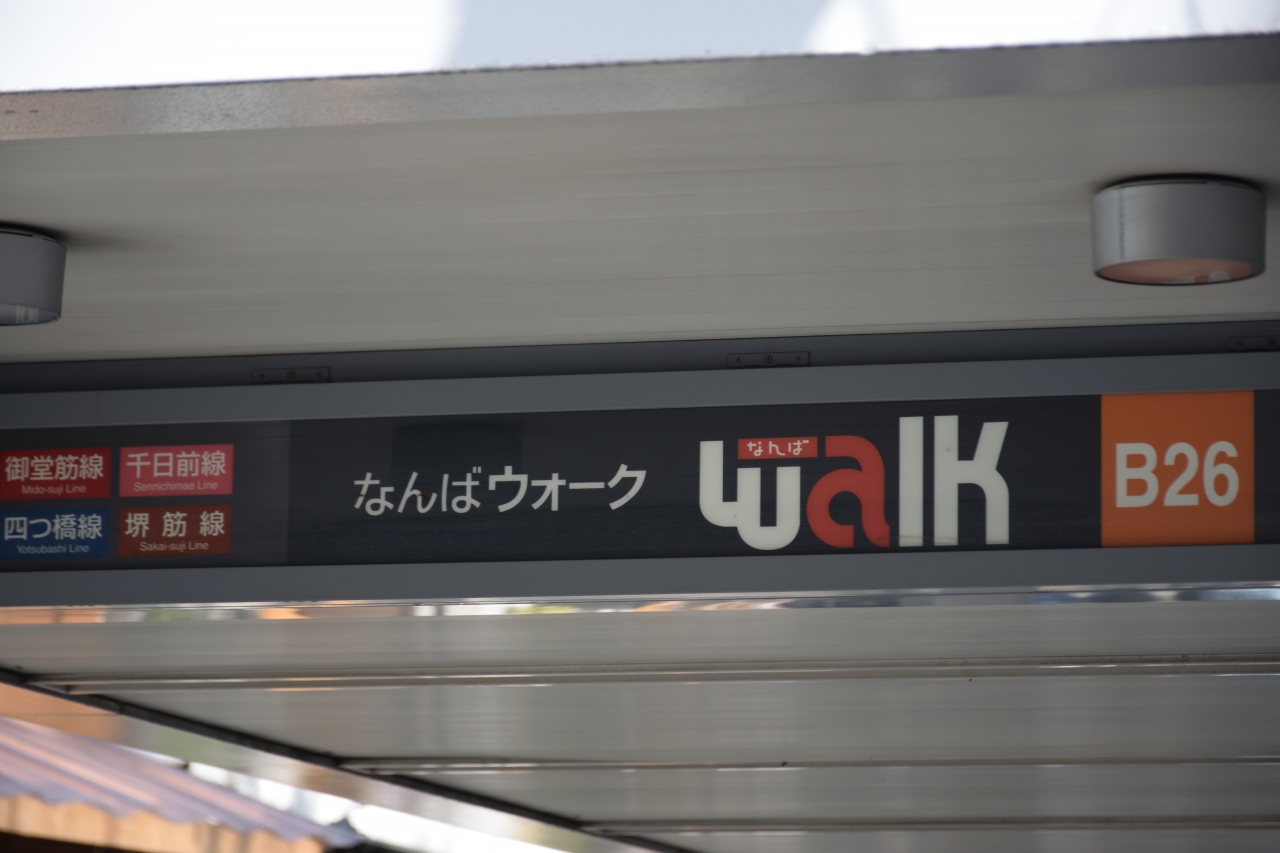 御堂筋線
Mido-suji Line
千日前線
Sennichimae Line
四つ橋線
Yotsubashi Line
堺筋線
Sakai-suji Line
なんばウォーク
なんば
walk
B26